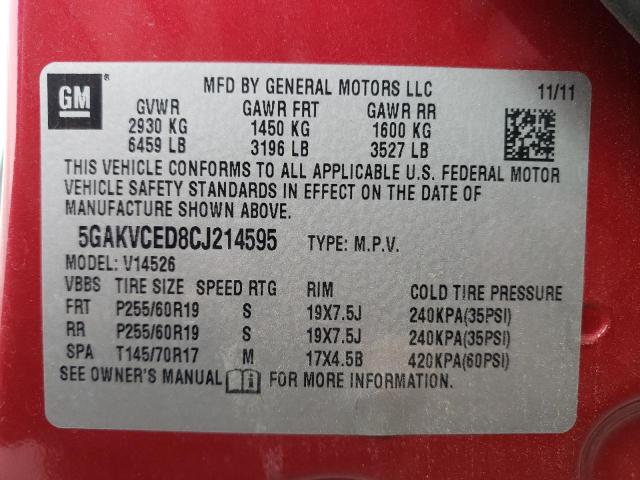 GM®
MFD BY GENERAL MOTORS LLC 11/11
GVWR GAWR FRT GAWR RR
2930 KG 1450 KG 1600 KG
6459 LB 3196 LB 3527 LB
THIS VEHICLE CONFORMS TO ALL APPLICABLE U.S. FEDERAL MOTOR
VEHICLE SAFETY STANDARDS IN EFFECT ON THE DATE OF
MANUFACTURE SHOWN ABOVE.
5GAKVCED8CJ214595 TYPE: M.P.V.
MODEL: V14526
VBBS TIRE SIZE SPEED RTG RIM COLD TIRE PRESSURE
FRT P255/60R19 S 19X7.5J 240KPA(35PSI)
RR P255/60R19 S 19X7.5J 240KPA(35PSI)
SPA T145/70R17 M 17X4.5B 420KPA(60PSI)
SEE OWNER'S MANUAL FOR MORE INFORMATION.